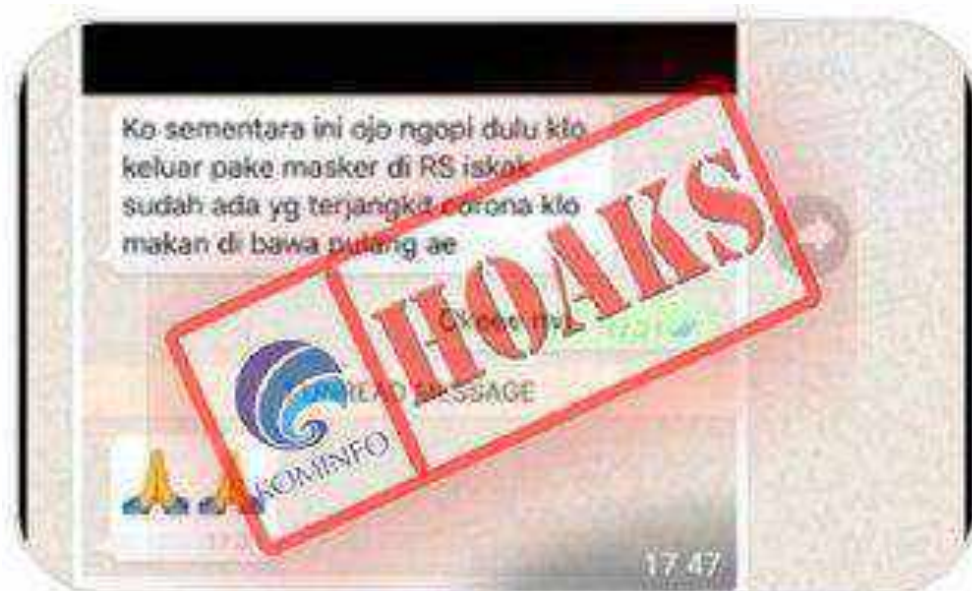 Ko sementara ini ojo ngopi dulu klo
keluar pake masker di RS iskak
sudah ada yg terjangkit corona klo
makan di bawa pulang ae
HOAKS
MESSAGE
KOMINFO
17.47